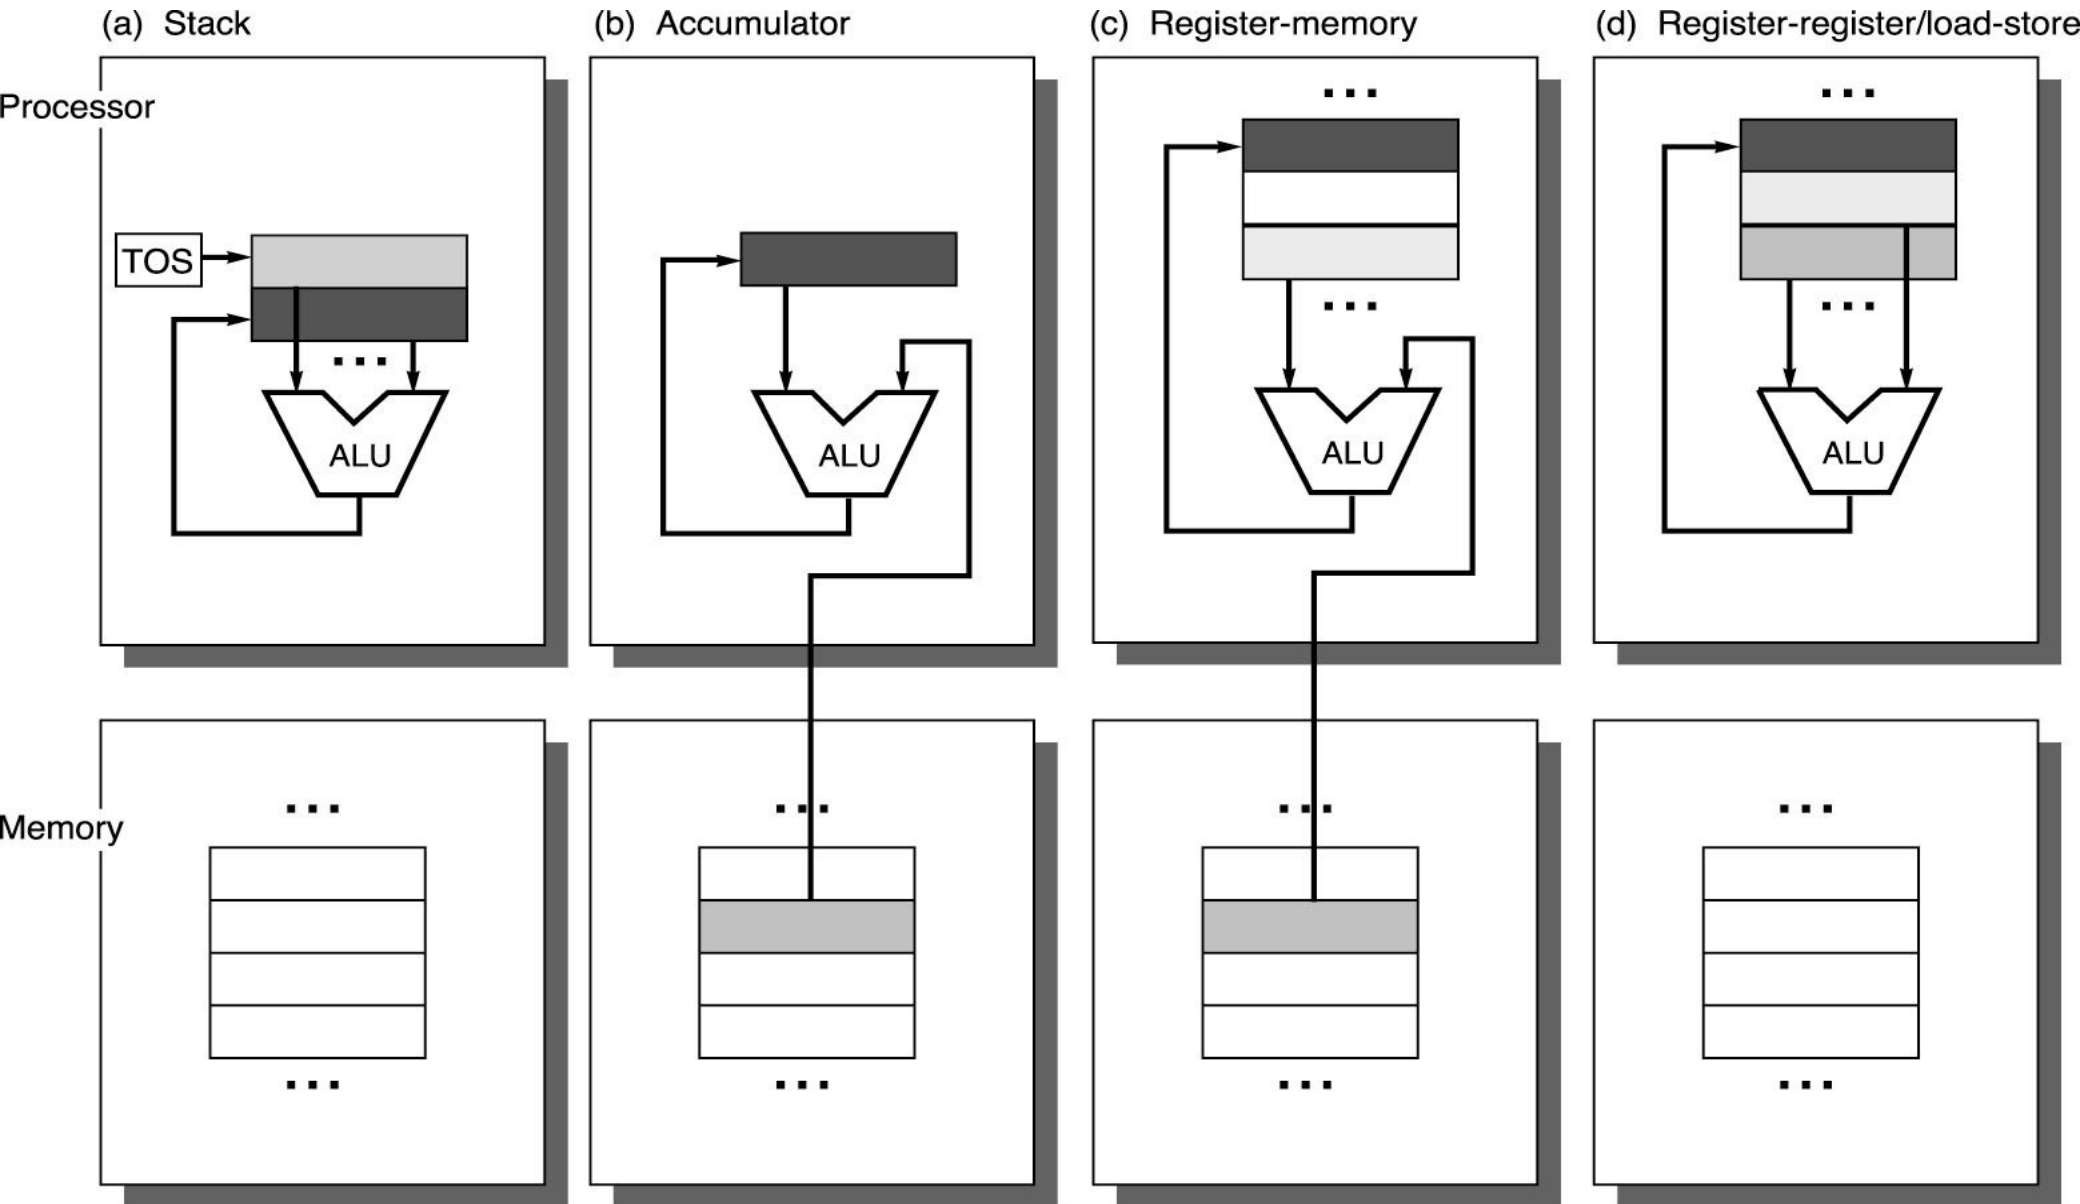 (a) Stack
(b) Accumulator
(c) Register-memory
(d) Register-register/load-store
Processor
TOS
...
...
...
...
...
ALU
ALU
ALU
ALU
Memory
...
...
...
...
...
...
...
...